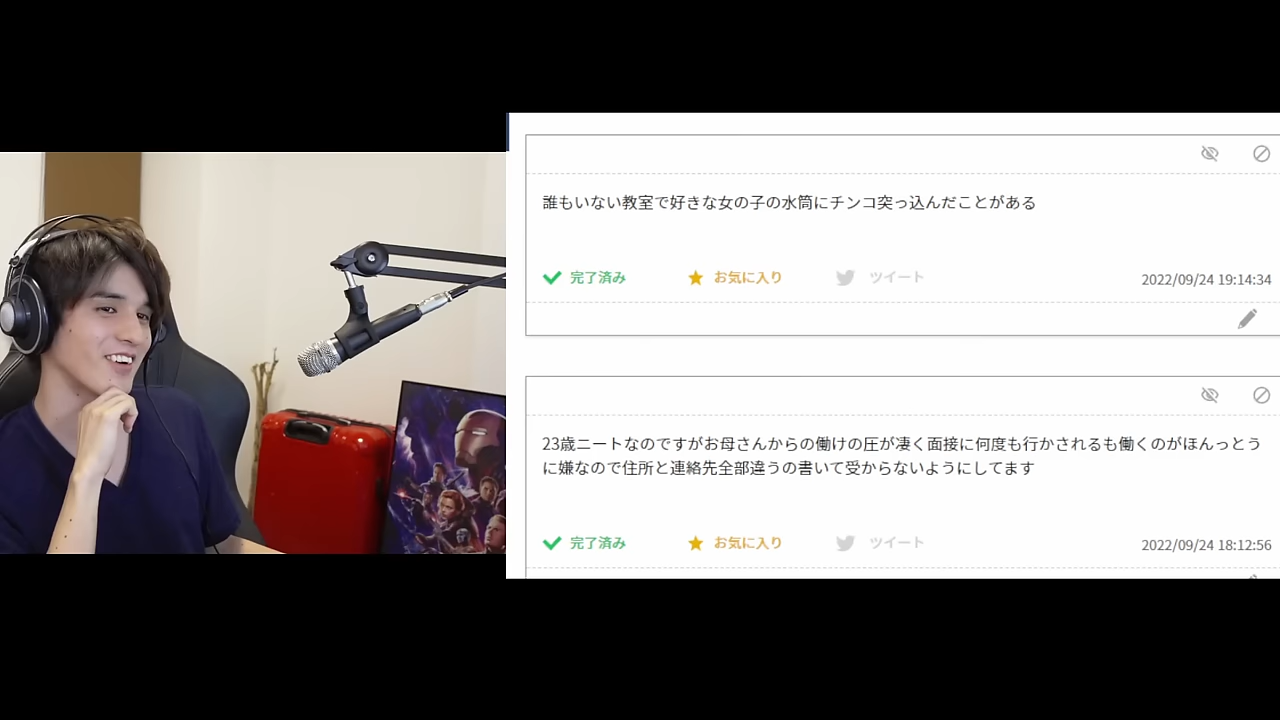 誰もいない教室で好きな女の子の水筒にチンコ突っ込んだことがある
完了済み
お気に入り
ツイート
2022/09/24 19:14:34
23歳ニートなのですがお母さんからの働けの圧が凄く面接に何度も行かされるも働くのがほんっとう
に嫌なので住所と連絡先全部違うの書いて受からないようにしてます
完了済み
お気に入り
ツイート
2022/09/24 18:12:56